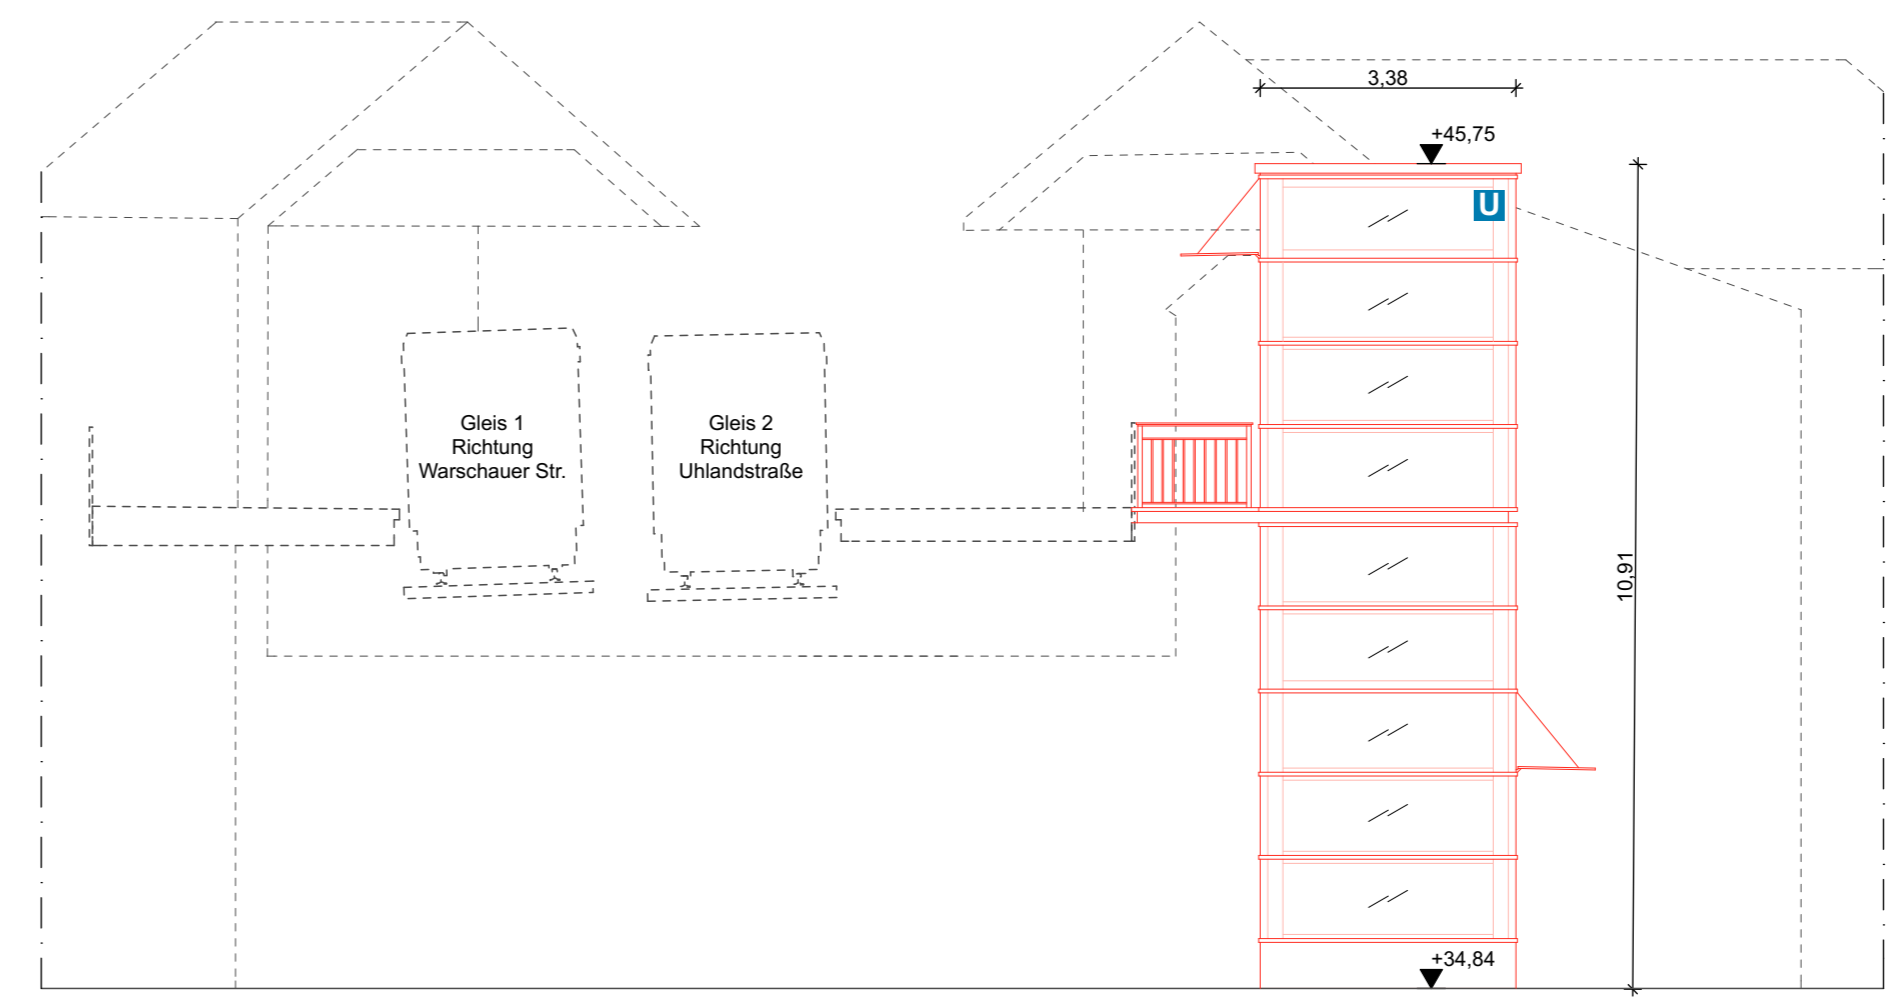 3,38
+45,75
U
Gleis 1
Richtung
Warschauer Str.
Gleis 2
Richtung
Uhlandstraße
10,91
+34,84